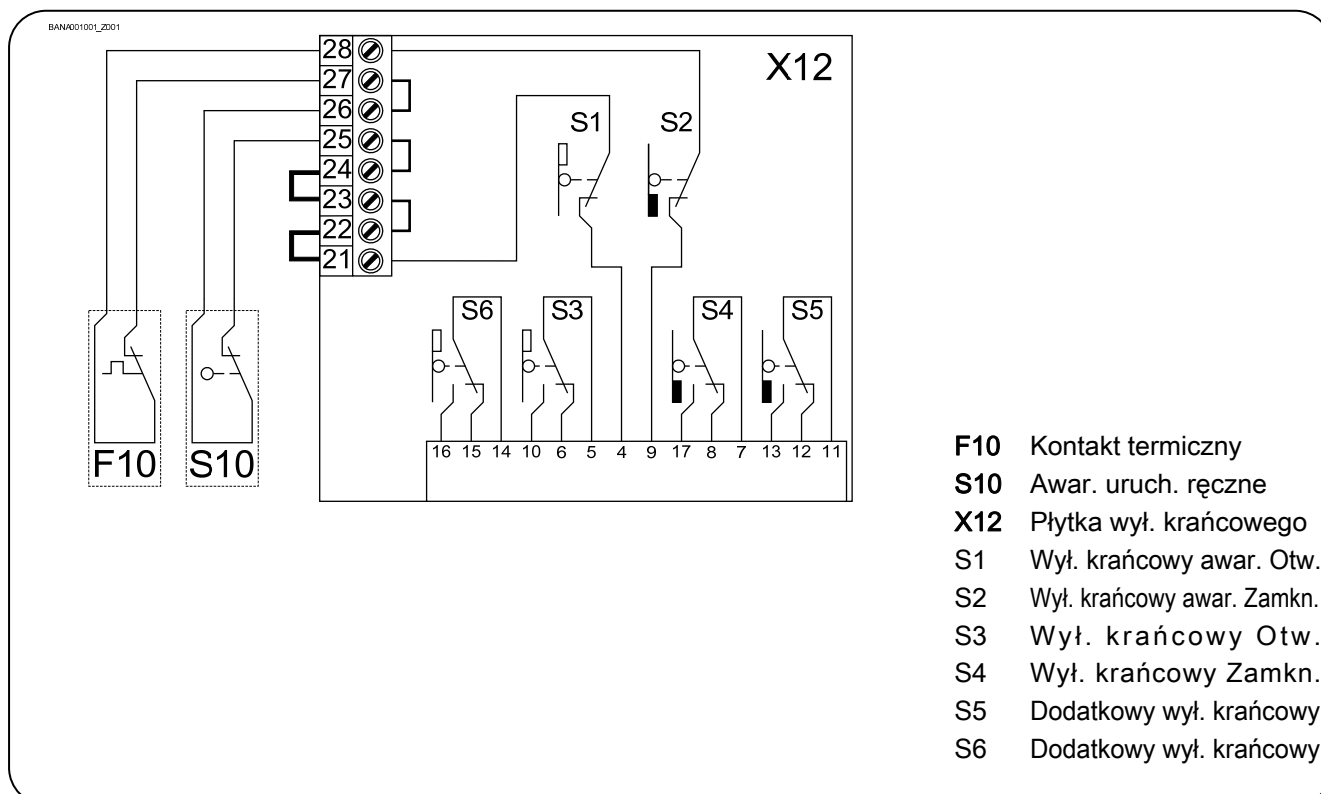 BANA001001_Z001
X12
28
27
26
25
24
23
22
21
S1
S2
S6
S3
S4
S5
F10
S10
16 15 14 10 6 5 4 9 17 8 7 13 12 11
F10 Kontakt termiczny
S10 Awar. uruch. ręczne
X12 Płytka wył. krańcowego
S1 Wył. krańcowy awar. Otw.
S2 Wył. krańcowy awar. Zamkn.
S3 Wył. krańcowy Otw.
S4 Wył. krańcowy Zamkn.
S5 Dodatkowy wył. krańcowy
S6 Dodatkowy wył. krańcowy